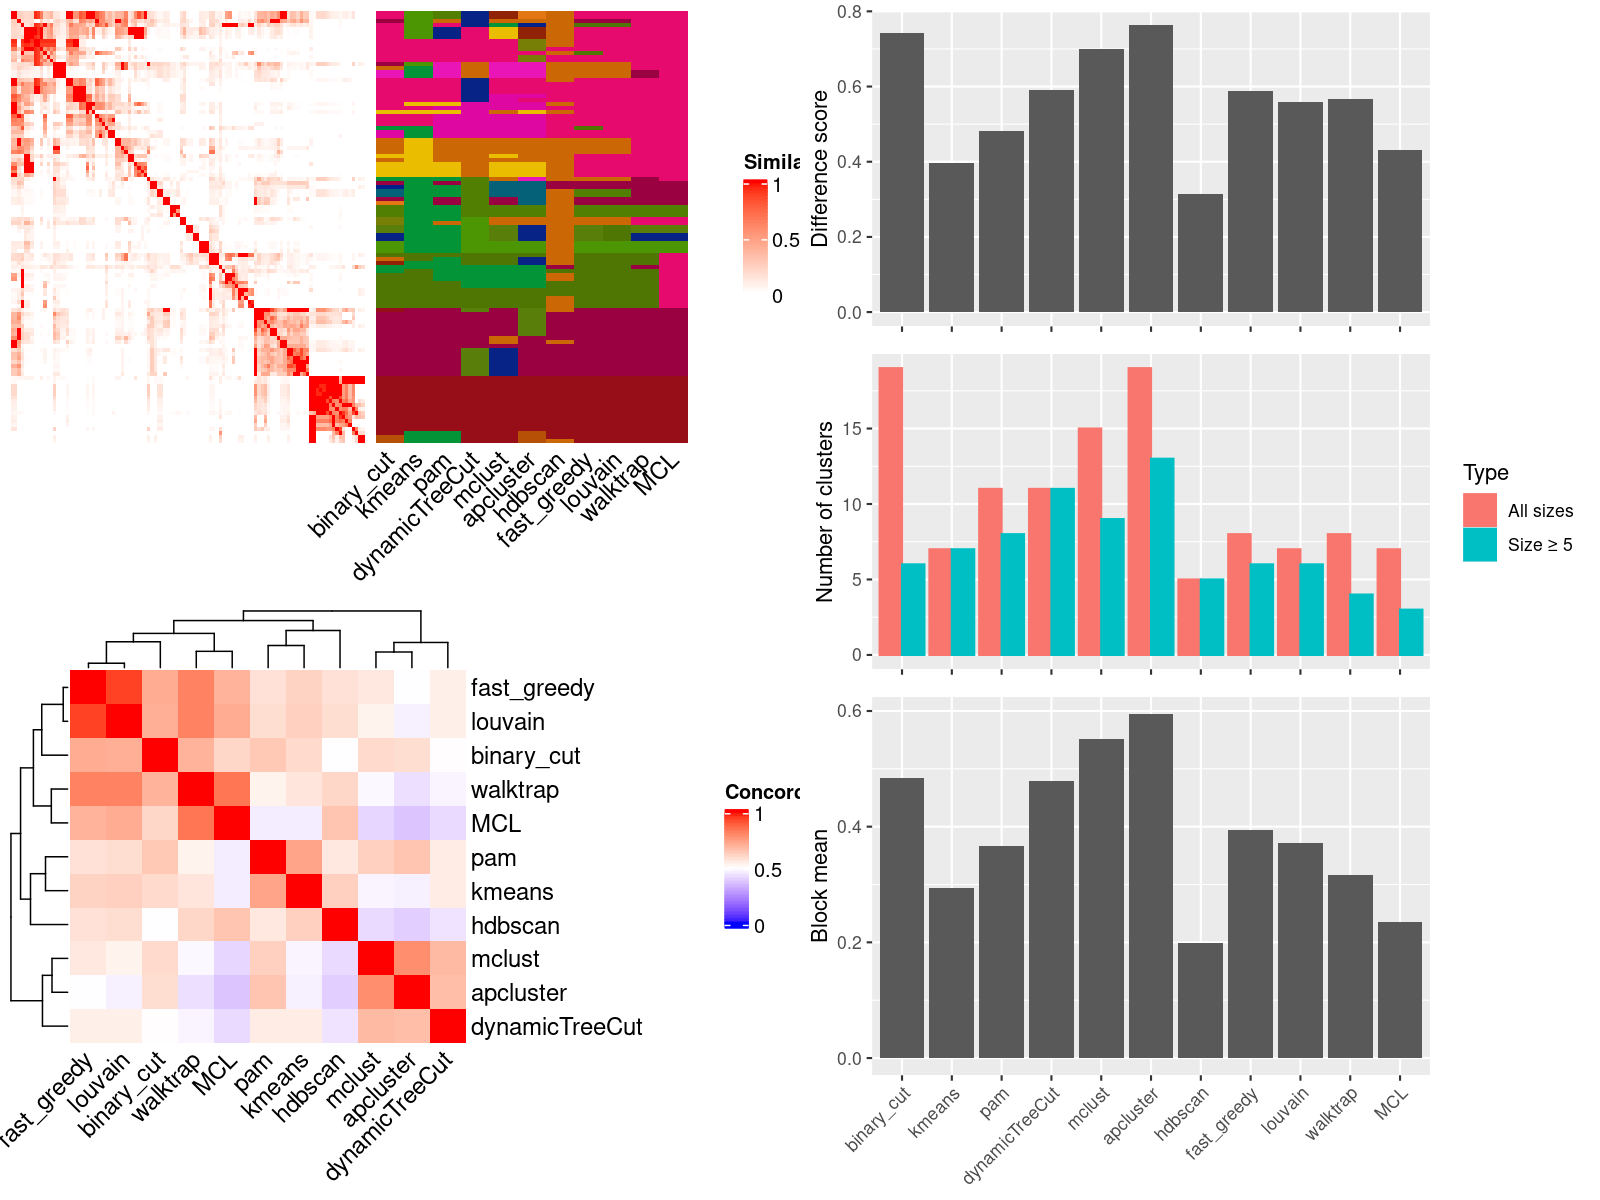 Simila
1
0.5
0
binary_cut
kmeans
pam
dynamicTreeCut
mclust
apcluster
hdbscan
fast_greedy
louvain
walktrap
MCL
fast_greedy
louvain
binary_cut
walktrap
MCL
pam
kmeans
hdbscan
mclust
apcluster
dynamicTreeCut
fast_greedy
louvain
binary_cut
walktrap
MCL
pam
kmeans
hdbscan
mclust
apcluster
dynamicTreeCut
Concord
1
0.5
0
Difference score
0.8
0.6
0.4
0.2
0.0
Number of clusters
15
10
5
0
Type
All sizes
Size ≥ 5
Block mean
0.6
0.4
0.2
0.0
binary_cut
kmeans
pam
dynamicTreeCut
mclust
apcluster
hdbscan
fast_greedy
louvain
walktrap
MCL